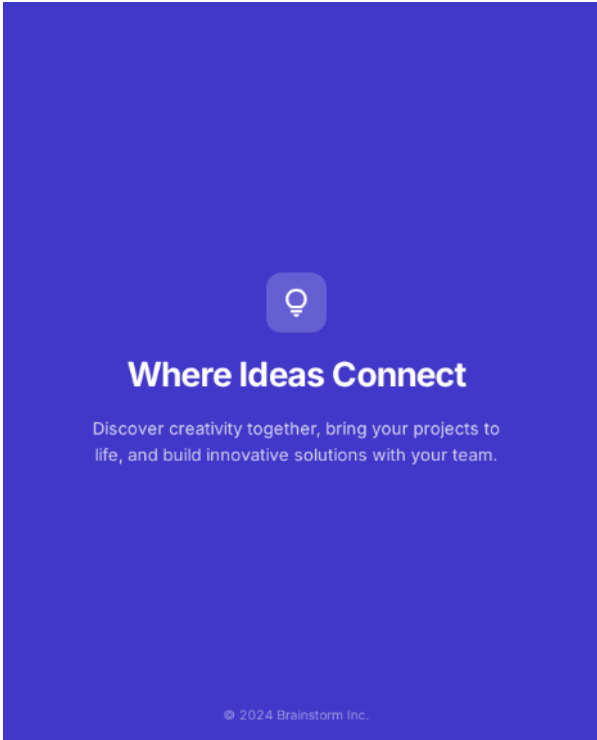 Where Ideas Connect
Discover creativity together, bring your projects to
life, and build innovative solutions with your team.
© 2024 Brainstorm Inc.